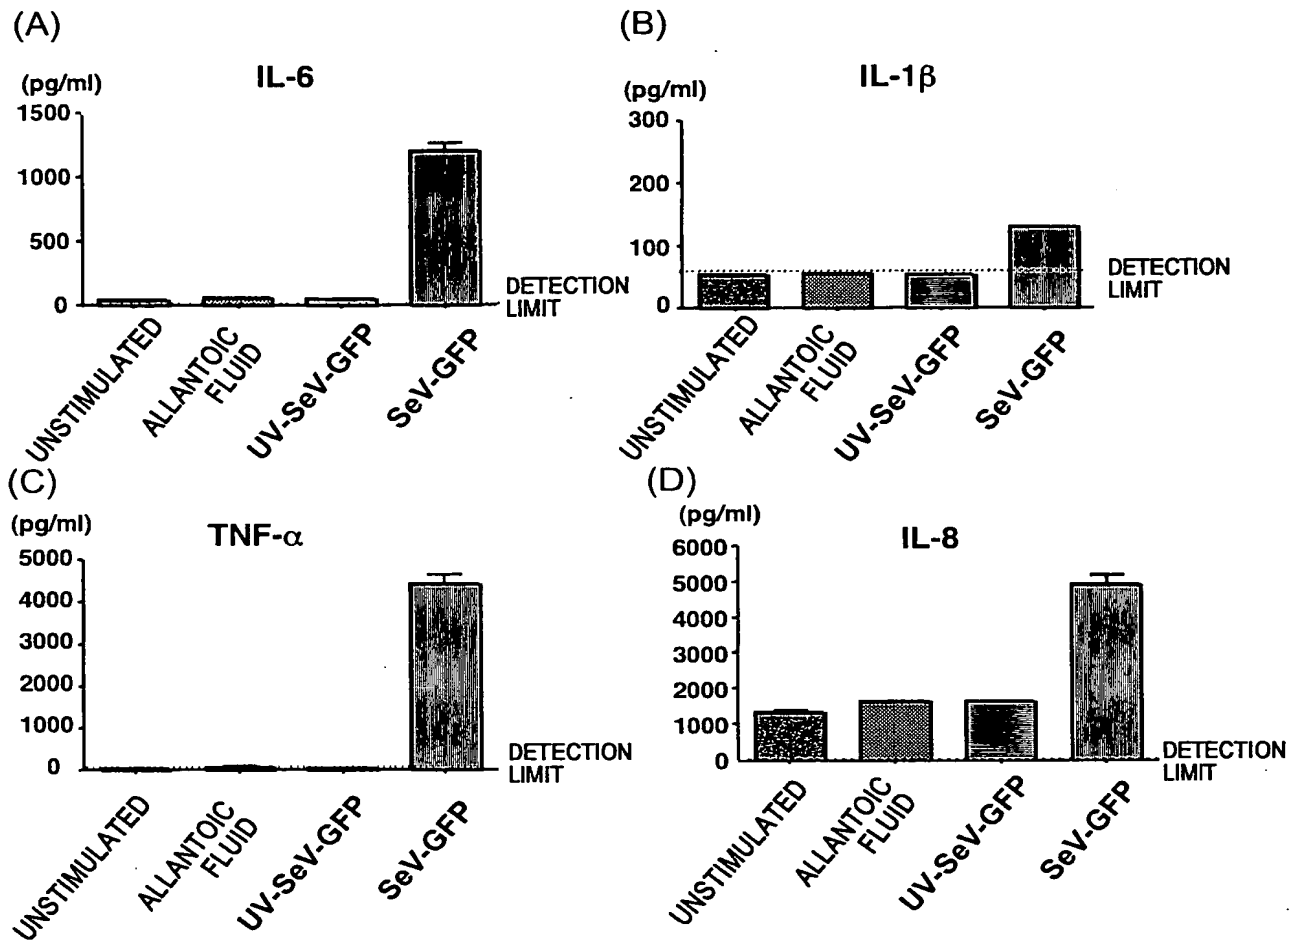 (A)
IL-6
(pg/ml)
1500
1000
500
0
DETECTION
LIMIT
UNSTIMULATED
ALLANTOIC
FLUID
UV-SeV-GFP
SeV-GFP
(B)
IL-1β
(pg/ml)
300
200
100
0
DETECTION
LIMIT
UNSTIMULATED
ALLANTOIC
FLUID
UV-SeV-GFP
SeV-GFP
(C)
TNF-α
(pg/ml)
5000
4000
3000
2000
1000
0
DETECTION
LIMIT
UNSTIMULATED
ALLANTOIC
FLUID
UV-SeV-GFP
SeV-GFP
(D)
IL-8
(pg/ml)
6000
5000
4000
3000
2000
1000
0
DETECTION
LIMIT
UNSTIMULATED
ALLANTOIC
FLUID
UV-SeV-GFP
SeV-GFP